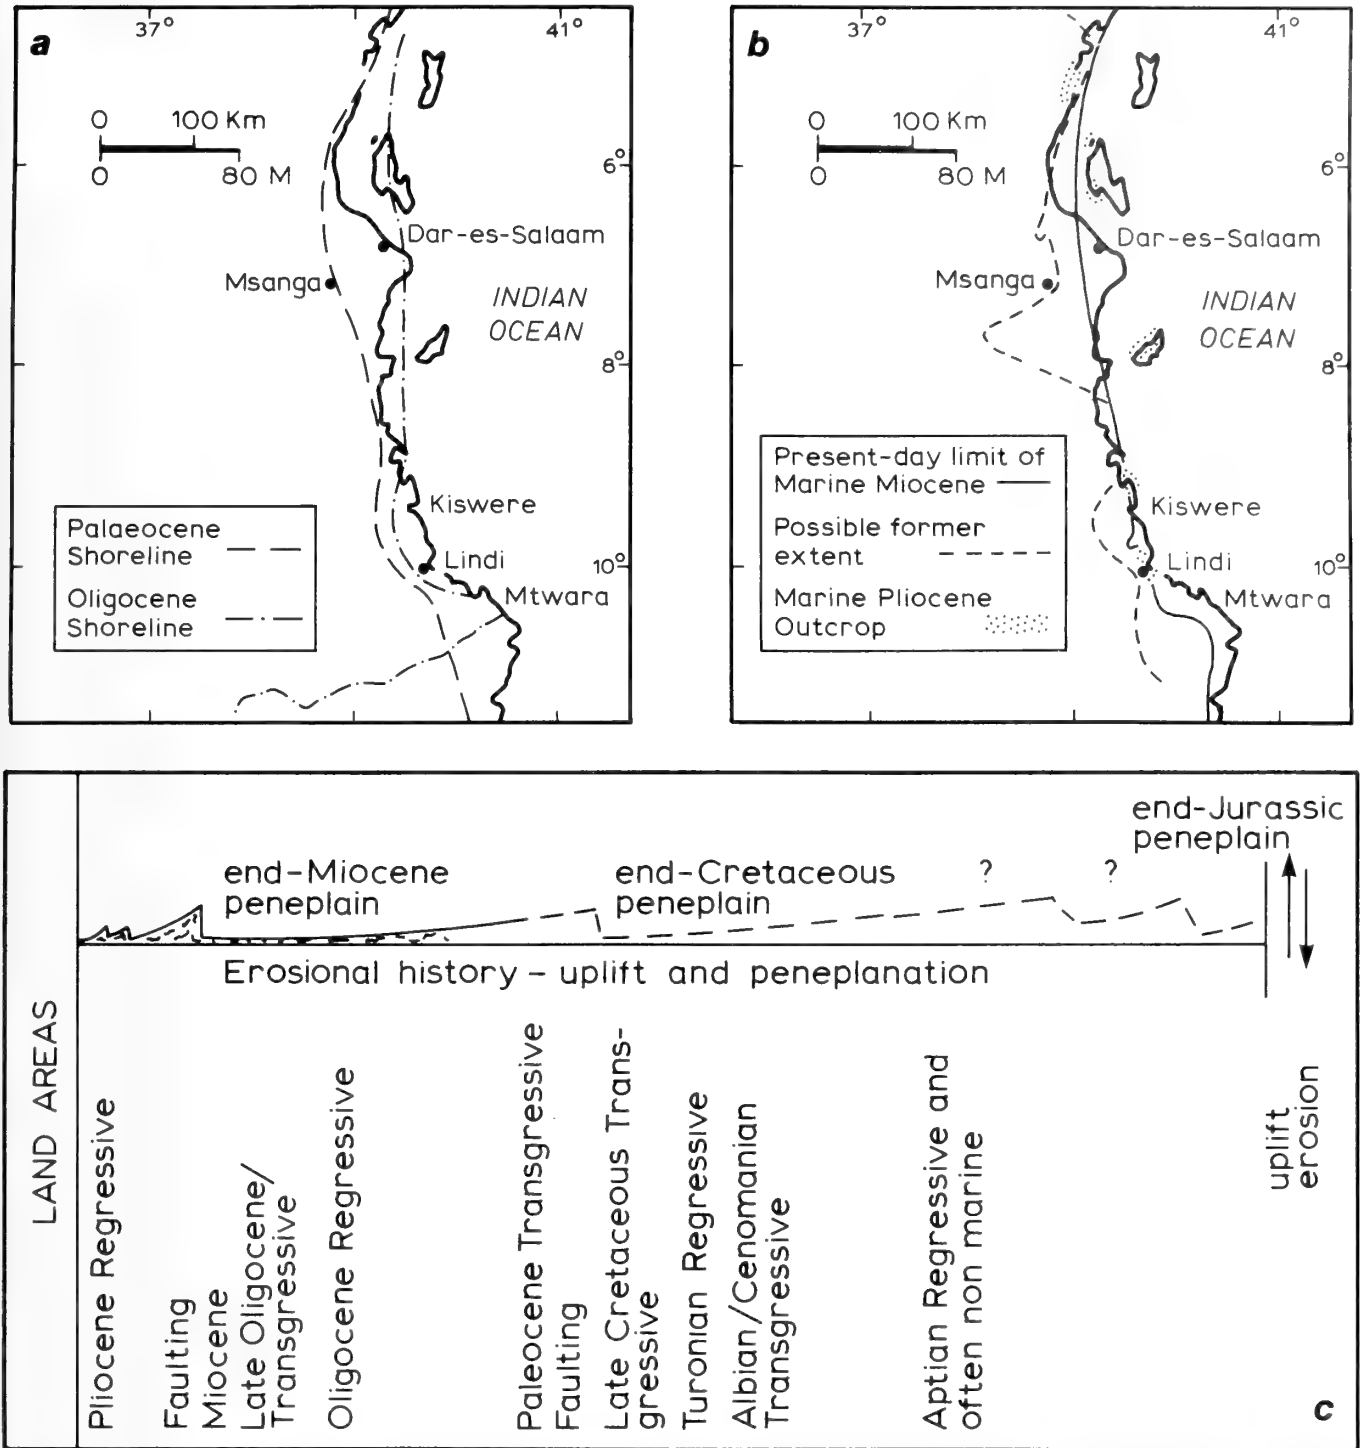 a
37°
41°
0 100 Km
0 80 M
6°
Dar-es-Salaam
Msanga
INDIAN
OCEAN
8°
Kiswere
Palaeocene
Shoreline
Lindi
10°
Oligocene
Shoreline
Mtwara
b
37°
41°
0 100 Km
0 80 M
6°
Dar-es-Salaam
Msanga
INDIAN
OCEAN
8°
Present-day limit of
Marine Miocene
Possible former
extent
Marine Pliocene
Outcrop
Kiswere
Lindi
10°
Mtwara
LAND AREAS
end-Jurassic
peneplain
end-Miocene
peneplain
end-Cretaceous
peneplain
?
?
Erosional history – uplift and peneplanation
Pliocene Regressive
Faulting
Miocene
Late Oligocene/
Transgressive
Oligocene Regressive
Paleocene Transgressive
Faulting
Late Cretaceous Trans-
gressive
Turonian Regressive
Albian/Cenomanian
Transgressive
Aptian Regressive and
often non marine
uplift
erosion
c